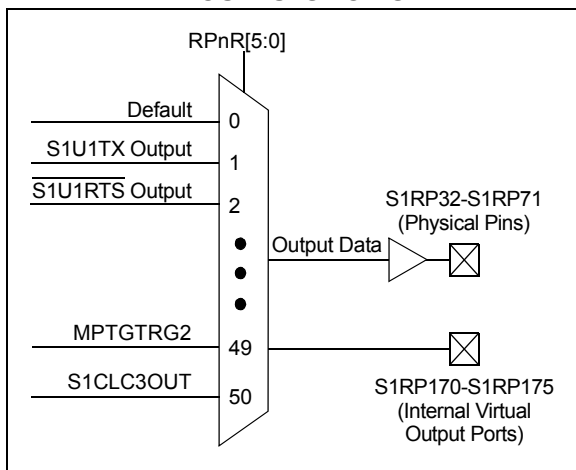 RPnR[5:0]
Default
0
S1U1TX Output
1
S1U1RTS Output
2
S1RP32-S1RP71
(Physical Pins)
Output Data
MPTGTRG2
49
S1CLC3OUT
50
S1RP170-S1RP175
(Internal Virtual
Output Ports)